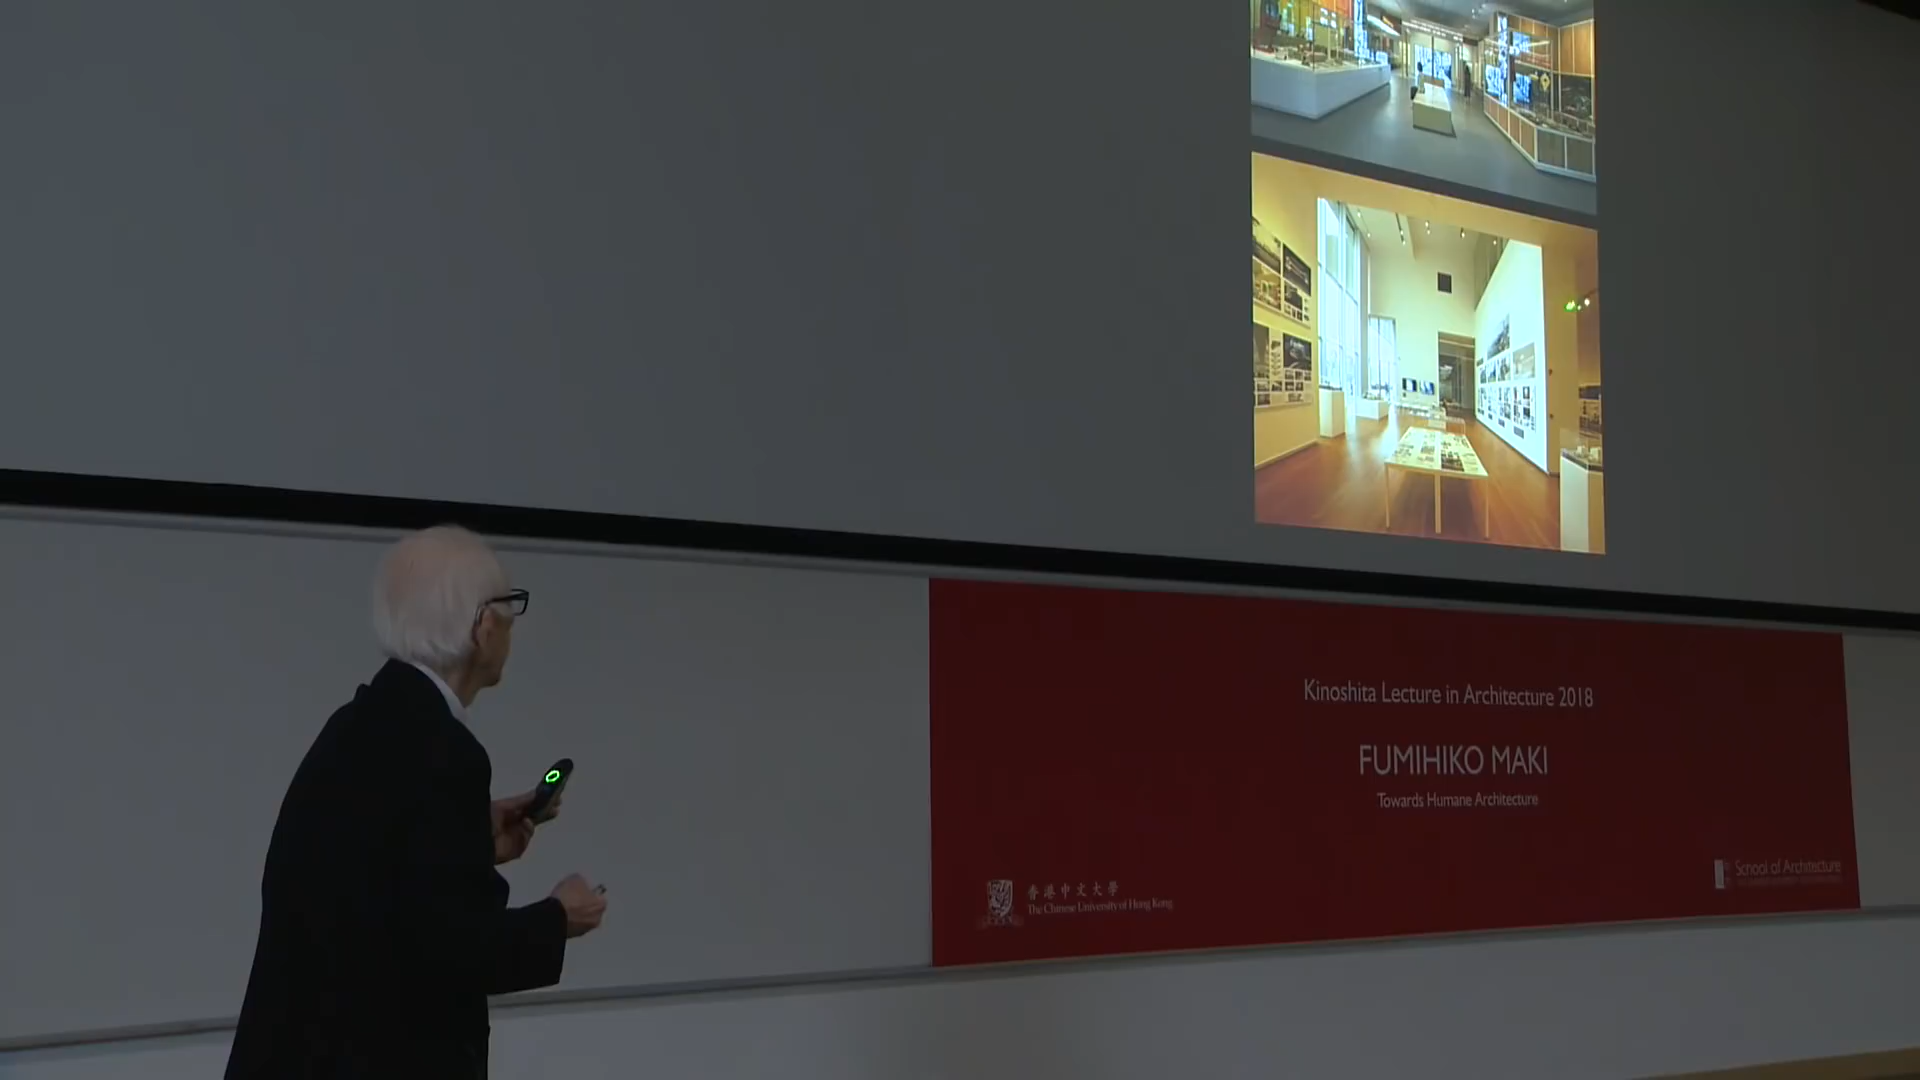 Kinoshita Lecture in Architecture 2018
FUMIHIKO MAKI
Towards Humane Architecture
香港中文大學
The Chinese University of Hong Kong
School of Architecture